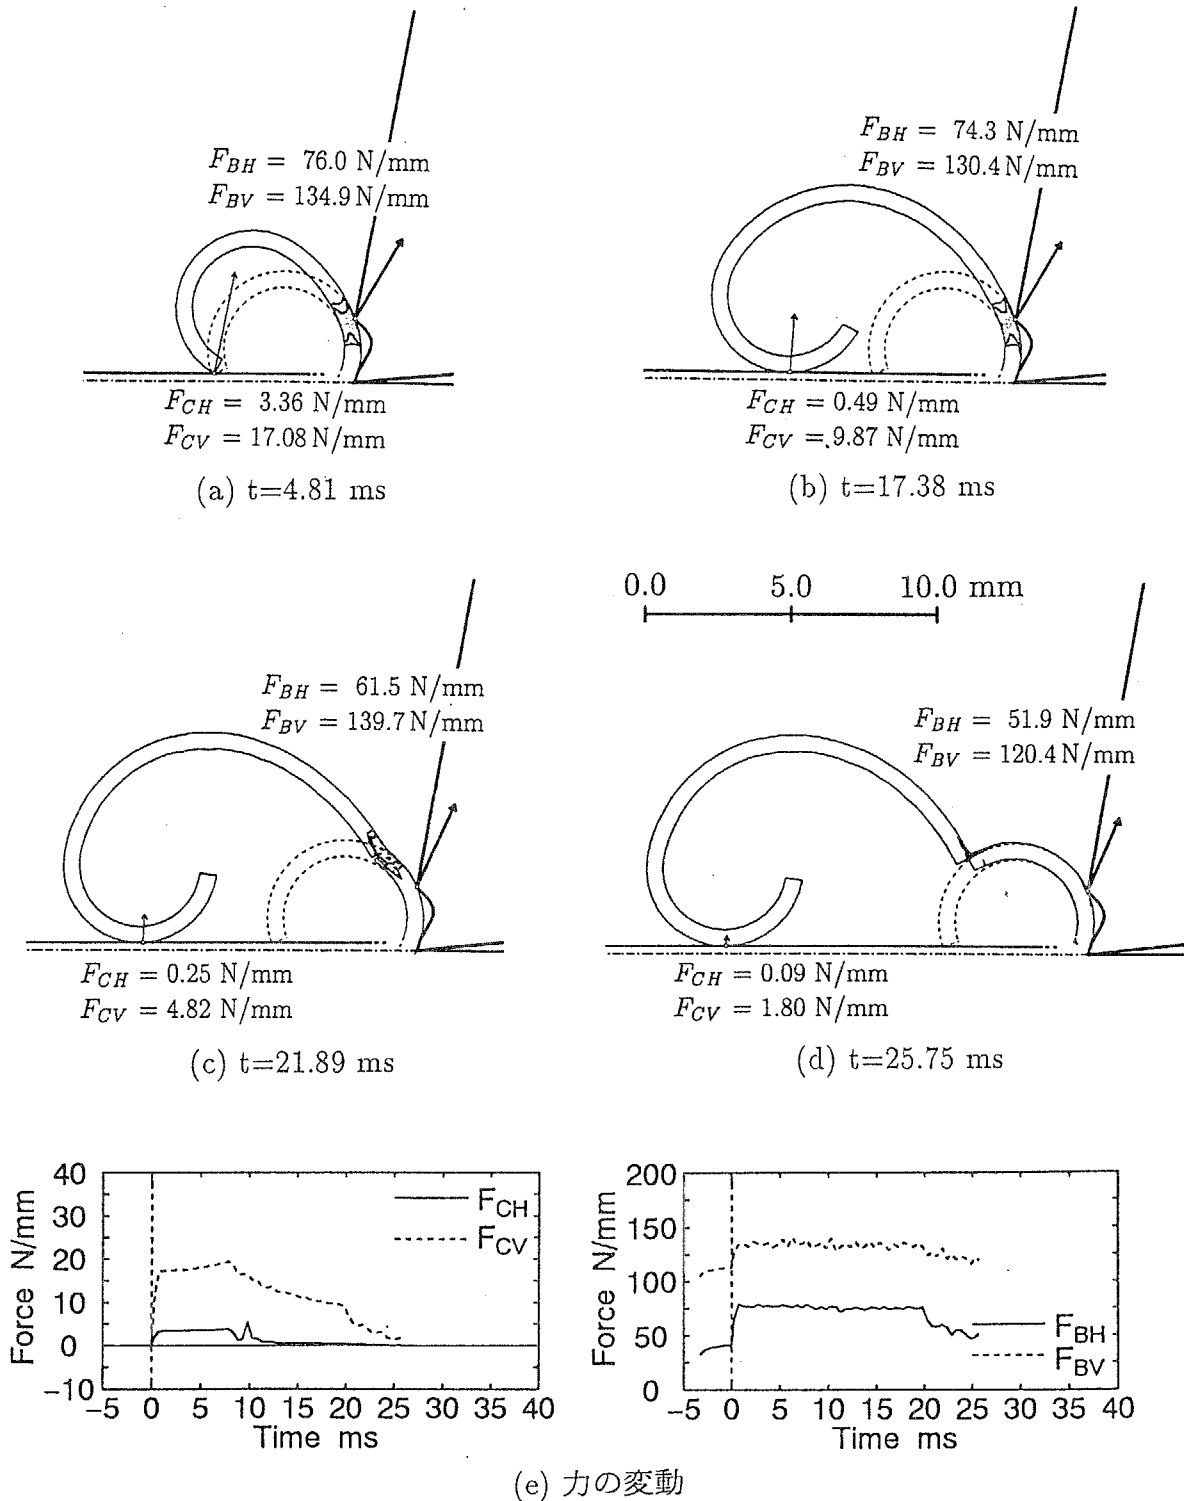 F_BH = 76.0 N/mm
F_BV = 134.9 N/mm
F_CH = 3.36 N/mm
F_CV = 17.08 N/mm
(a) t=4.81 ms
F_BH = 74.3 N/mm
F_BV = 130.4 N/mm
F_CH = 0.49 N/mm
F_CV = 9.87 N/mm
(b) t=17.38 ms
F_BH = 61.5 N/mm
F_BV = 139.7 N/mm
F_CH = 0.25 N/mm
F_CV = 4.82 N/mm
(c) t=21.89 ms
0.0 5.0 10.0 mm
F_BH = 51.9 N/mm
F_BV = 120.4 N/mm
F_CH = 0.09 N/mm
F_CV = 1.80 N/mm
(d) t=25.75 ms
Force N/mm
40
30
20
10
0
-10
F_CH
F_CV
-5 0 5 10 15 20 25 30 35 40
Time ms
Force N/mm
200
150
100
50
0
F_BH
F_BV
-5 0 5 10 15 20 25 30 35 40
Time ms
(e) 力の変動